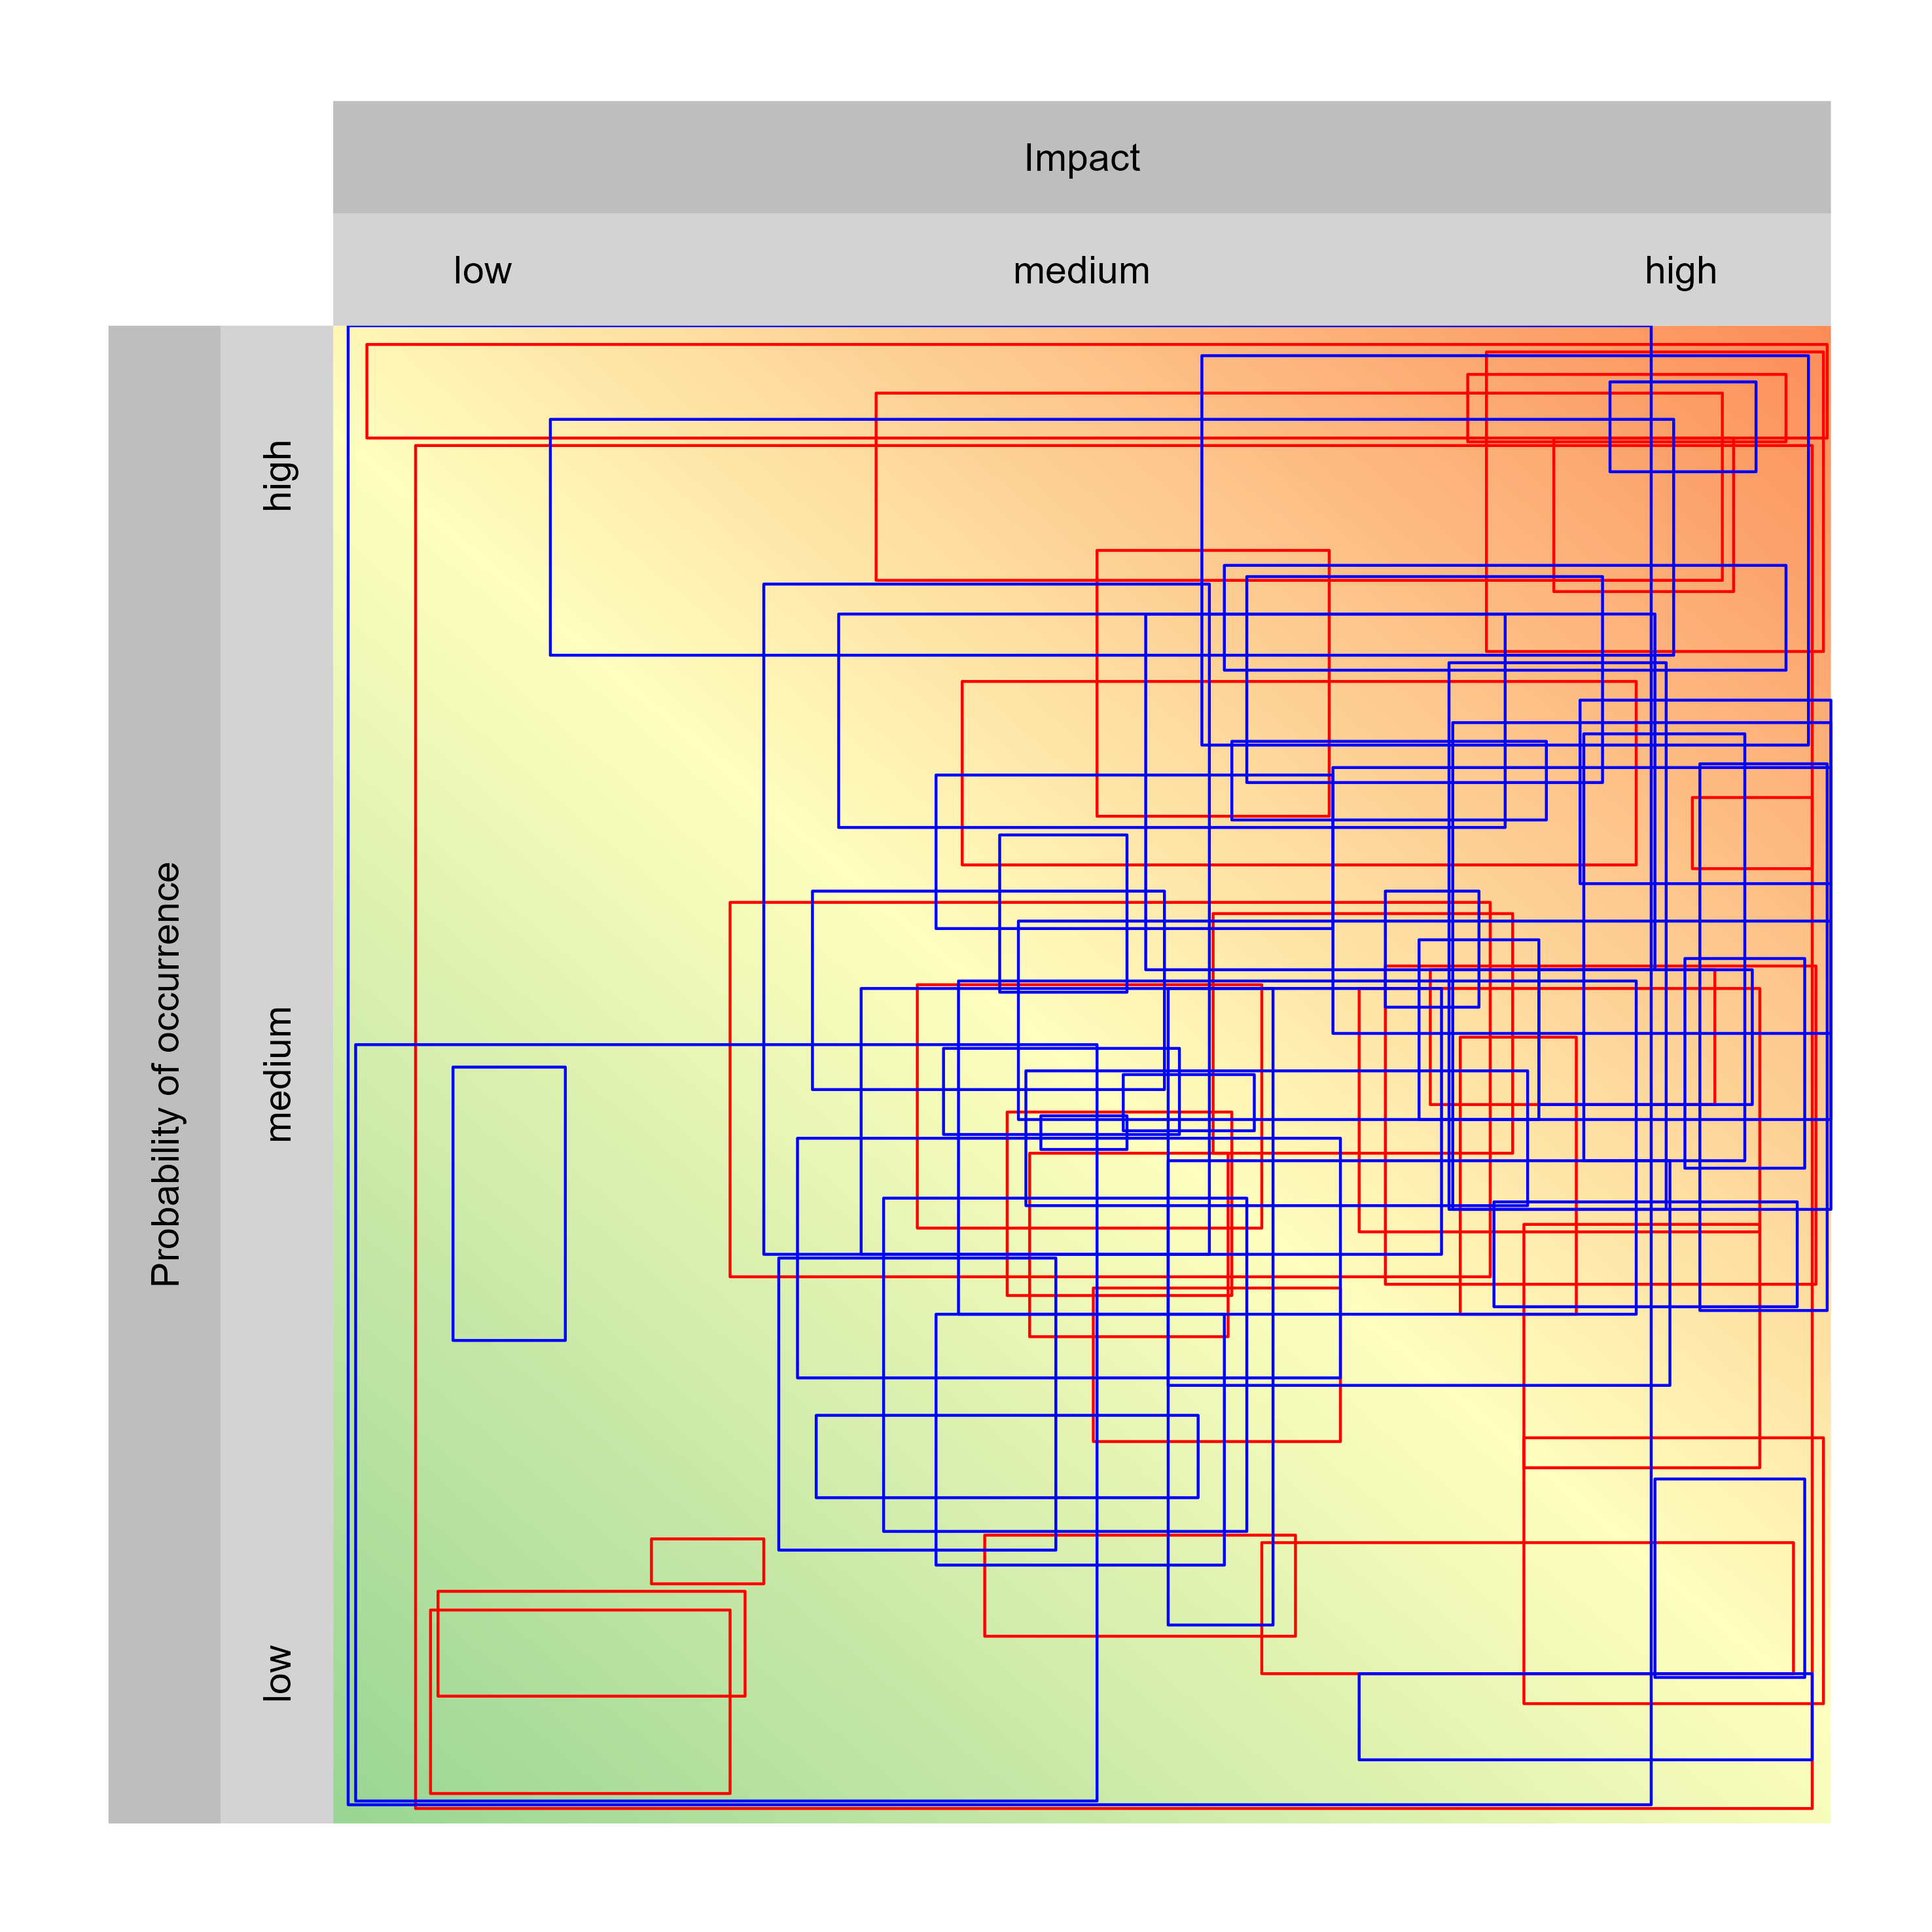 Impact
low
medium
high
Probability of occurrence
high
medium
low